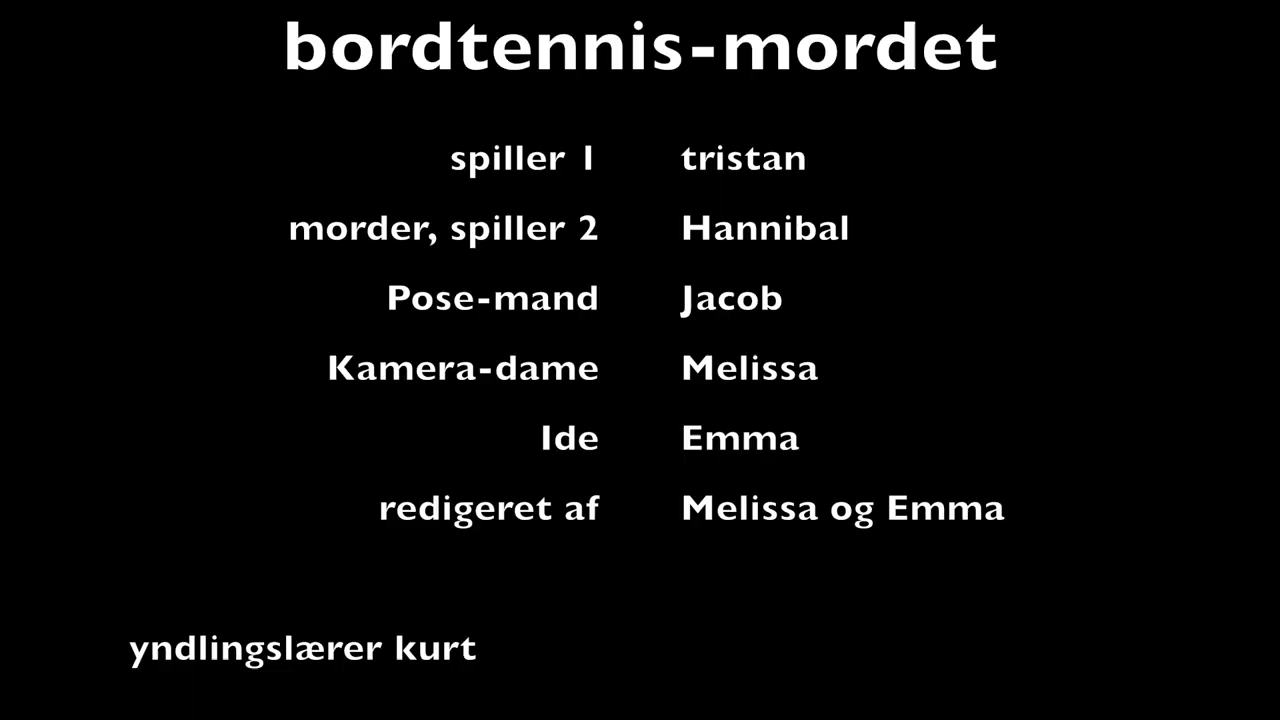 bordtennis-mordet
spiller 1 tristan
morder, spiller 2 Hannibal
Pose-mand Jacob
Kamera-dame Melissa
Ide Emma
redigeret af Melissa og Emma
yndlingslærer kurt